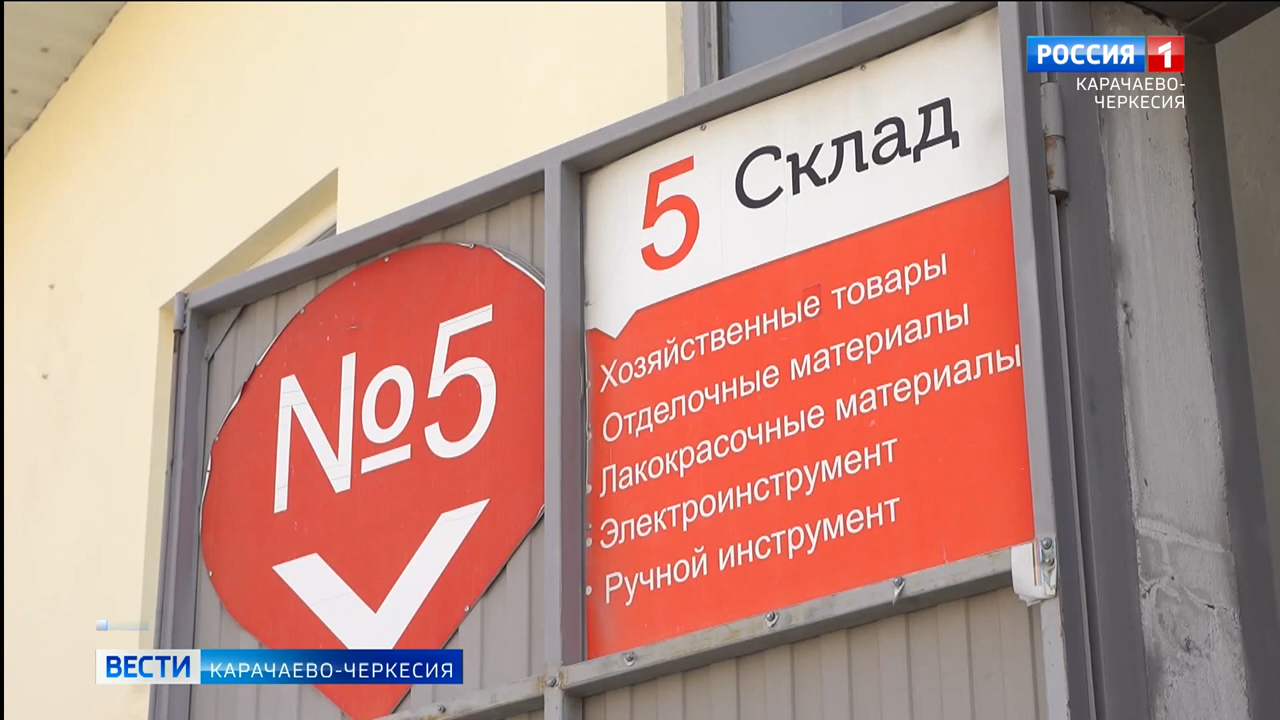 РОССИЯ 1
КАРАЧАЕВО-
ЧЕРКЕСИЯ
5 Склад
• Хозяйственные товары
• Отделочные материалы
• Лакокрасочные материалы
• Электроинструмент
• Ручной инструмент
№5
ВЕСТИ КАРАЧАЕВО-ЧЕРКЕСИЯ